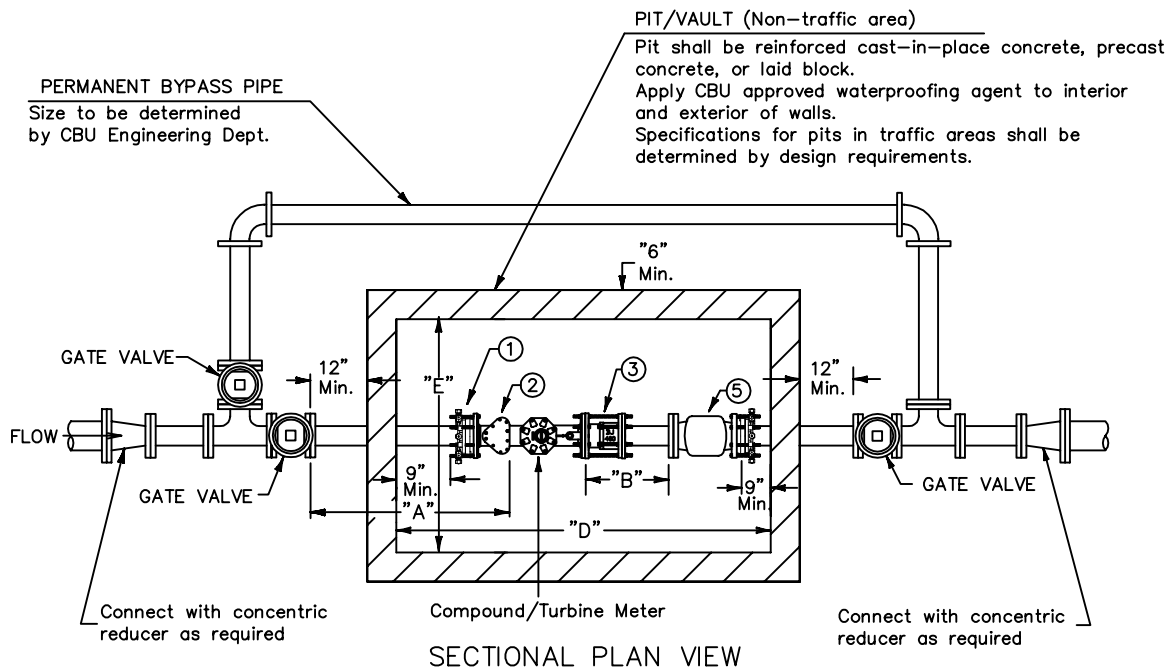 PIT/VAULT (Non-traffic area)
Pit shall be reinforced cast-in-place concrete, precast
concrete, or laid block.
Apply CBU approved waterproofing agent to interior
and exterior of walls.
Specifications for pits in traffic areas shall be
determined by design requirements.
PERMANENT BYPASS PIPE
Size to be determined
by CBU Engineering Dept.
"6"
Min.
GATE VALVE
12"
Min.
"E"
1
2
3
5
12"
Min.
FLOW
GATE VALVE
9"
Min.
"A"
"B"
9"
Min.
GATE VALVE
"D"
Connect with concentric
reducer as required
Compound/Turbine Meter
Connect with concentric
reducer as required
SECTIONAL PLAN VIEW